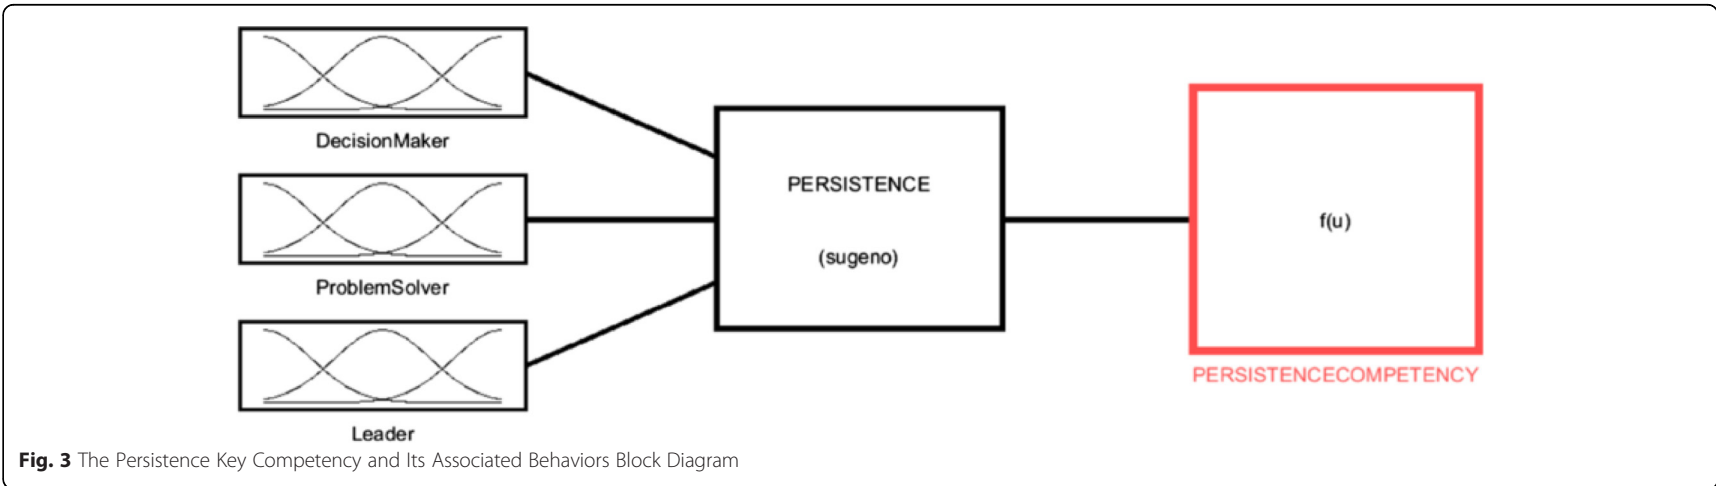 DecisionMaker
ProblemSolver
Leader
PERSISTENCE
(sugeno)
f(u)
PERSISTENCECOMPETENCY
Fig. 3 The Persistence Key Competency and Its Associated Behaviors Block Diagram